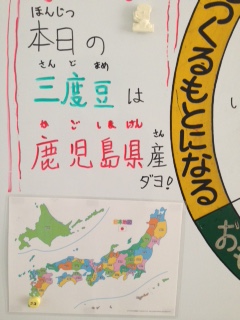 ほんじつ
本日の
さんどまめ
三度豆は
かごしまけんさん
鹿児島県産
ダヨ!
つくるもとになる
お